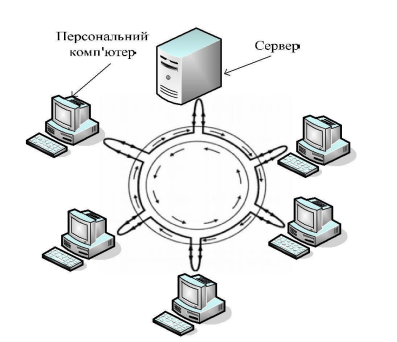 Персональний
комп'ютер
Сервер